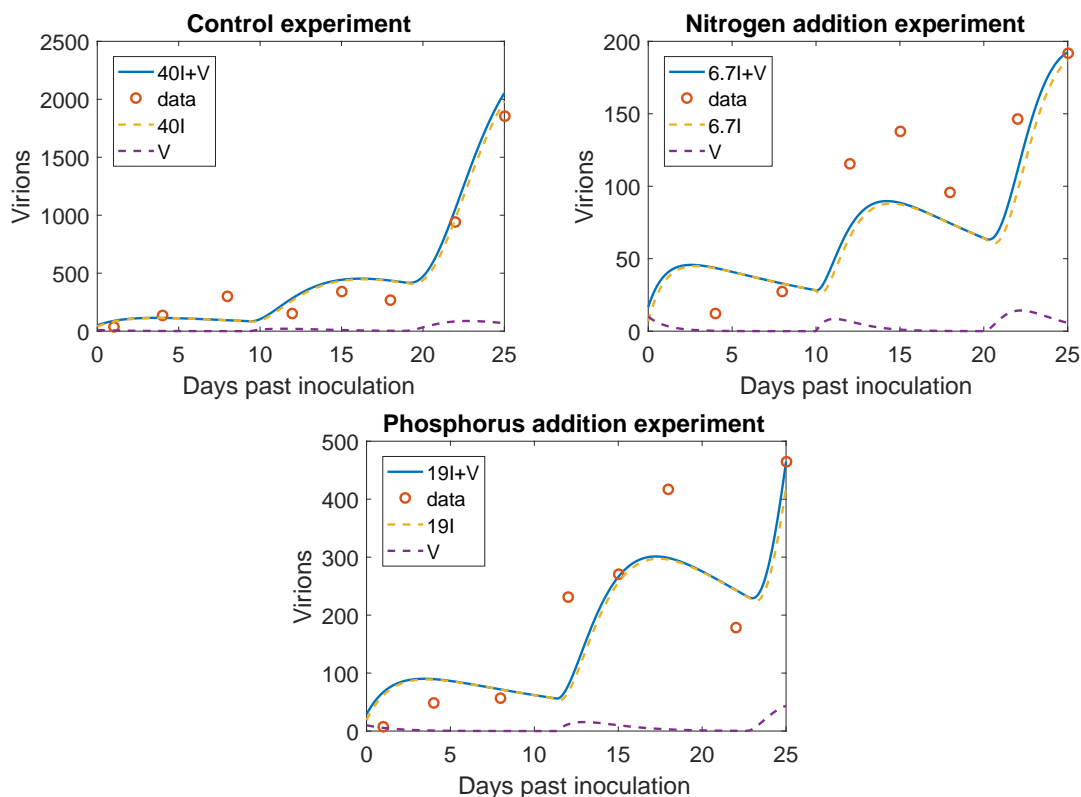 Control experiment
2500
2000
1500
1000
500
0
Virions
40I+V
data
40I
V
0 5 10 15 20 25
Days past inoculation
Nitrogen addition experiment
200
150
100
50
0
Virions
6.7I+V
data
6.7I
V
0 5 10 15 20 25
Days past inoculation
Phosphorus addition experiment
500
400
300
200
100
0
Virions
19I+V
data
19I
V
0 5 10 15 20 25
Days past inoculation